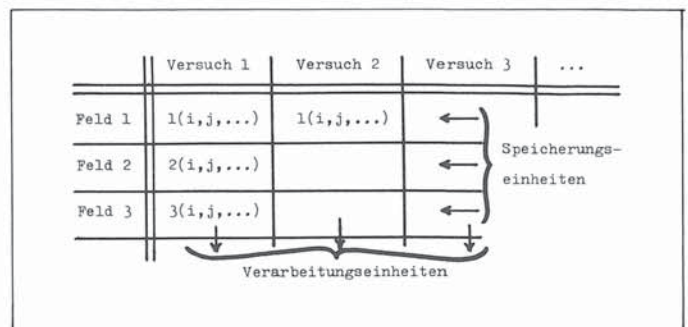 Versuch 1 Versuch 2 Versuch 3 ...
Feld 1 1(i,j,...) 1(i,j,...)
Speicherungs-
Feld 2 2(i,j,...)
einheiten
Feld 3 3(i,j,...)
Verarbeitungseinheiten